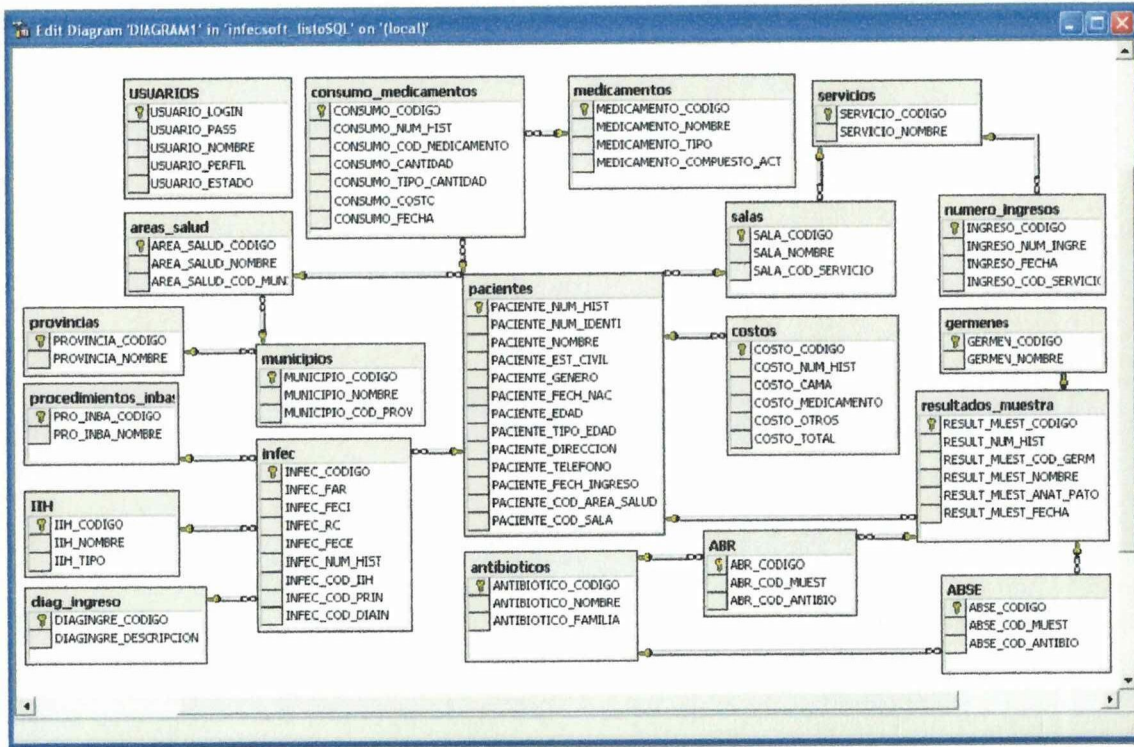 Edit Diagram 'DIAGRAM1' in 'infecsoft_listoSQL' on '(local)'
USUARIOS
USUARIO_LOGIN
USUARIO_PASS
USUARIO_NOMBRE
USUARIO_PERFIL
USUARIO_ESTADO
consumo_medicamentos
CONSUMO_CODIGO
CONSUMO_NUM_HIST
CONSUMO_COD_MEDICAMENTO
CONSUMO_CANTIDAD
CONSUMO_TIPO_CANTIDAD
CONSUMO_COSTO
CONSUMO_FECHA
medicamentos
MEDICAMENTO_CODIGO
MEDICAMENTO_NOMBRE
MEDICAMENTO_TIPO
MEDICAMENTO_COMPUESTO_ACT
servicios
SERVICIO_CODIGO
SERVICIO_NOMBRE
areas_salud
AREA_SALUD_CODIGO
AREA_SALUD_NOMBRE
AREA_SALUD_COD_MUNI
salas
SALA_CODIGO
SALA_NOMBRE
SALA_COD_SERVICIO
numero_ingresos
INGRESO_CODIGO
INGRESO_NUM_INGRE
INGRESO_FECHA
INGRESO_COD_SERVICIO
provincias
PROVINCIA_CODIGO
PROVINCIA_NOMBRE
municipios
MUNICIPIO_CODIGO
MUNICIPIO_NOMBRE
MUNICIPIO_COD_PROV
pacientes
PACIENTE_NUM_HIST
PACIENTE_NUM_IDENTI
PACIENTE_NOMBRE
PACIENTE_EST_CIVIL
PACIENTE_GENERO
PACIENTE_FECH_NAC
PACIENTE_EDAD
PACIENTE_TIPO_EDAD
PACIENTE_DIRECCION
PACIENTE_TELEFONO
PACIENTE_FECH_INGRESO
PACIENTE_COD_AREA_SALUD
PACIENTE_COD_SALA
costos
COSTO_CODIGO
COSTO_NUM_HIST
COSTO_CAMA
COSTO_MEDICAMENTO
COSTO_OTROS
COSTO_TOTAL
germenes
GERMEN_CODIGO
GERMEN_NOMBRE
procedimientos_inbas
PRO_INBA_CODIGO
PRO_INBA_NOMBRE
infec
INFEC_CODIGO
INFEC_FAR
INFEC_FECI
INFEC_RC
INFEC_FECE
INFEC_NUM_HIST
INFEC_COD_IIH
INFEC_COD_PRIN
INFEC_COD_DIAIN
resultados_muestra
RESULT_MUEST_CODIGO
RESULT_NUM_HIST
RESULT_MUEST_COD_GERM
RESULT_MUEST_NOMBRE
RESULT_MUEST_ANAT_PATO
RESULT_MUEST_FECHA
IIH
IIH_CODIGO
IIH_NOMBRE
IIH_TIPO
diag_ingreso
DIAGINGRE_CODIGO
DIAGINGRE_DESCRIPCION
antibioticos
ANTIBIOTICO_CODIGO
ANTIBIOTICO_NOMBRE
ANTIBIOTICO_FAMILIA
ABR
ABR_CODIGO
ABR_COD_MUEST
ABR_COD_ANTIBIO
ABSE
ABSE_CODIGO
ABSE_COD_MUEST
ABSE_COD_ANTIBIO